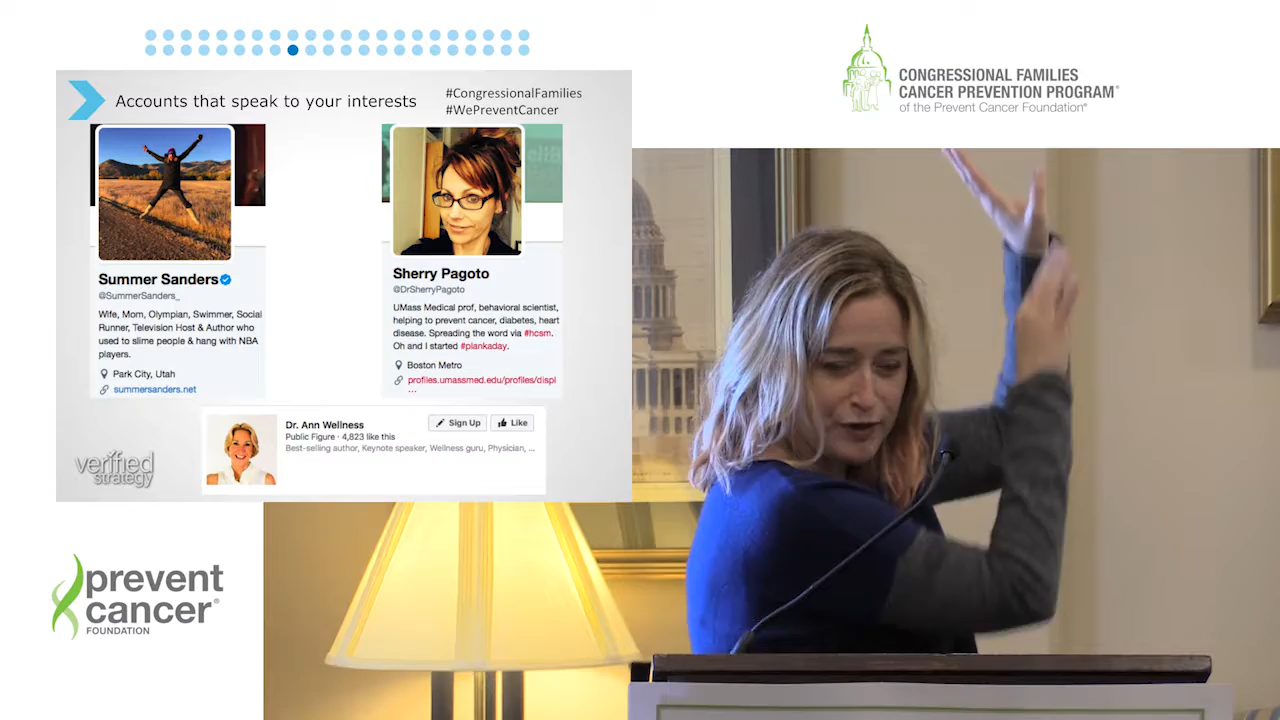 CONGRESSIONAL FAMILIES
CANCER PREVENTION PROGRAM®
of the Prevent Cancer Foundation®
Accounts that speak to your interests
#CongressionalFamilies
#WePreventCancer
Summer Sanders
@SummerSanders_
Wife, Mom, Olympian, Swimmer, Social
Runner, Television Host & Author who
used to slime people & hang with NBA
players.
Park City, Utah
summersanders.net
Sherry Pagoto
@DrSherryPagoto
UMass Medical prof, behavioral scientist,
helping to prevent cancer, diabetes, heart
disease. Spreading the word via #hcsm.
Oh and I started #plankaday.
Boston Metro
profiles.umassmed.edu/profiles/displ
...
Dr. Ann Wellness
Sign Up
Like
Public Figure · 4,823 like this
Best-selling author, Keynote speaker, Wellness guru, Physician, ...
verified
strategy
prevent
cancer®
FOUNDATION